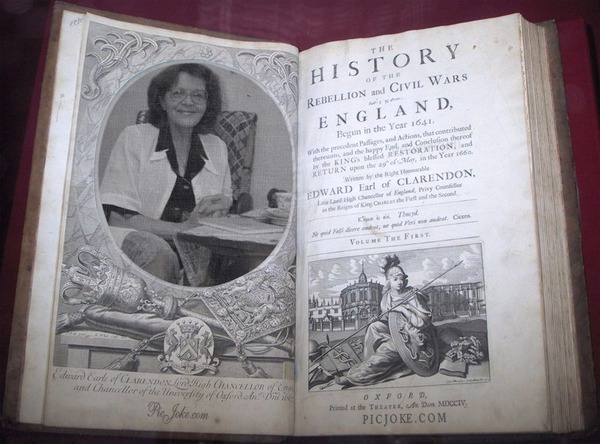 Edward Earle of CLARENDON Lord High CHANCELLOR of En
and Chancellor of the University of Oxford An.º Dni.
PicJoke.com
THE
HISTORY
OF THE
REBELLION and CIVIL WARS
IN
ENGLAND,
Begun in the Year 1641.
With the precedent Passages, and Actions, that contributed
thereunto, and the happy End, and Conclusion thereof
by the KING's blessed RESTORATION, and
RETURN upon the 29th of May, in the Year 1660.
Written by the Right Honourable
EDWARD Earl of CLARENDON,
Late Lord High Chancellor of England, Privy Counsellor
in the Reigns of King CHARLES the First and the Second.
Thucyd.
Ne quid Falsi dicere audeat, ne quid Veri non audeat. Cicero.
VOLUME THE FIRST.
OXFORD,
Printed at the THEATER, An. Dom. MDCCIV.
PICJOKE.COM